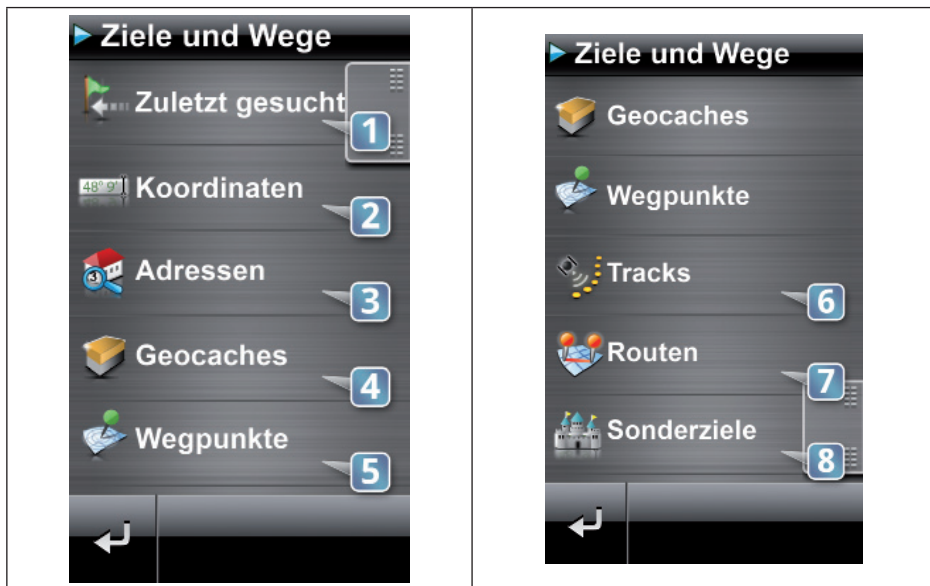 Ziele und Wege
Zuletzt gesucht
1
48° 9'
Koordinaten
2
Adressen
3
3
Geocaches
4
Wegpunkte
5
Ziele und Wege
Geocaches
Wegpunkte
Tracks
6
Routen
7
Sonderziele
8